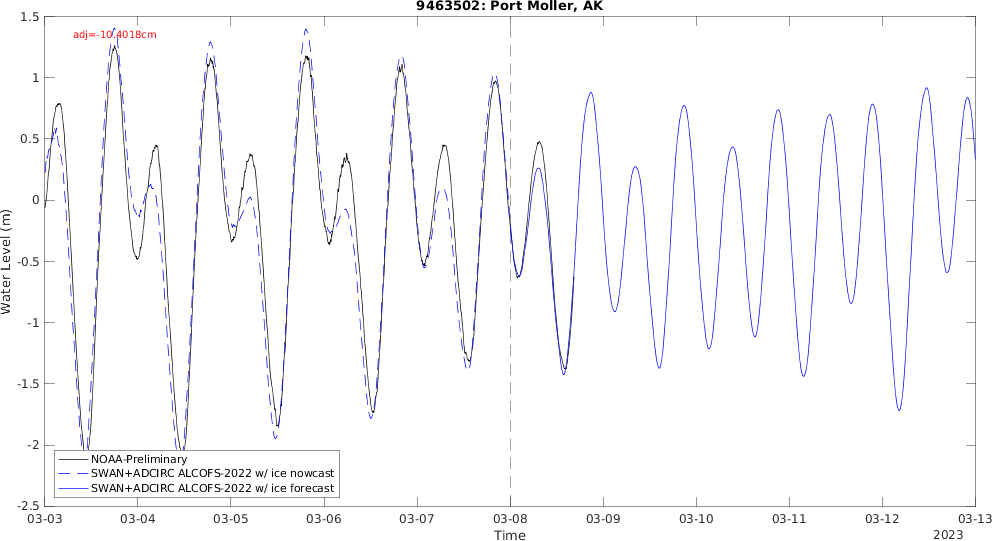 9463502: Port Moller, AK
adj=-10.4018cm
1.5
1
0.5
0
-0.5
-1
-1.5
-2
-2.5
Water Level (m)
NOAA-Preliminary
SWAN+ADCIRC ALCOFS-2022 w/ ice nowcast
SWAN+ADCIRC ALCOFS-2022 w/ ice forecast
03-03 03-04 03-05 03-06 03-07 03-08 03-09 03-10 03-11 03-12 03-13
Time
2023